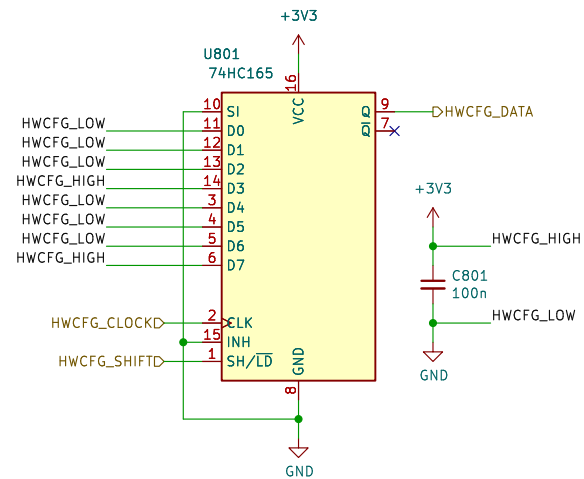 +3V3
U801
74HC165
16
VCC
10 SI
Q 9 HWCFG_DATA
HWCFG_LOW 11 D0
Q 7
HWCFG_LOW 12 D1
HWCFG_LOW 13 D2
HWCFG_HIGH 14 D3
HWCFG_LOW 3 D4
HWCFG_LOW 4 D5
HWCFG_LOW 5 D6
HWCFG_HIGH 6 D7
HWCFG_CLOCK 2 CLK
15 INH
HWCFG_SHIFT 1 SH/LD
GND
8
GND
+3V3
HWCFG_HIGH
C801
100n
HWCFG_LOW
GND